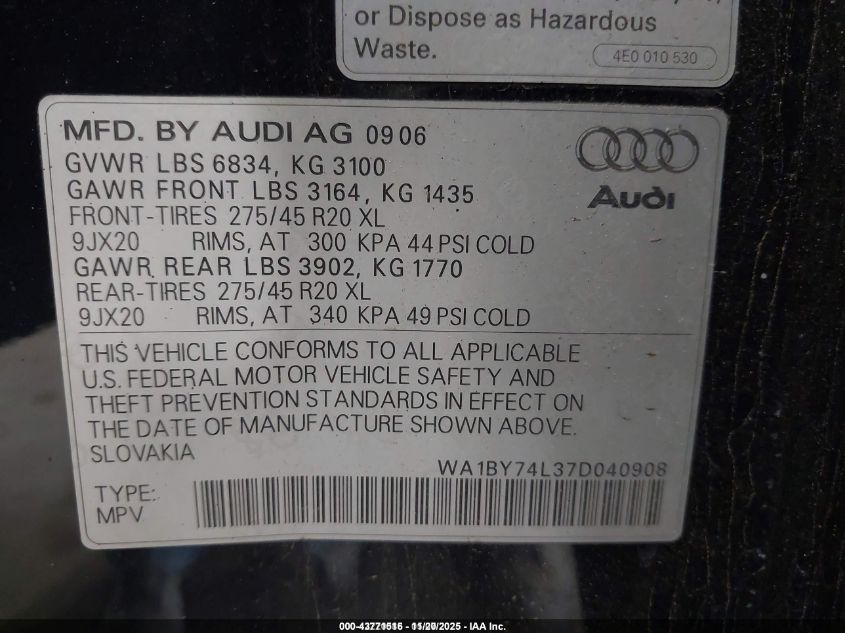 or Dispose as Hazardous
Waste.
4E0 010 530
MFD. BY AUDI AG 09 06
GVWR LBS 6834, KG 3100
GAWR FRONT LBS 3164, KG 1435
FRONT-TIRES 275/45 R20 XL
9JX20 RIMS, AT 300 KPA 44 PSI COLD
GAWR REAR LBS 3902, KG 1770
REAR-TIRES 275/45 R20 XL
9JX20 RIMS, AT 340 KPA 49 PSI COLD
Audi
THIS VEHICLE CONFORMS TO ALL APPLICABLE
U.S. FEDERAL MOTOR VEHICLE SAFETY AND
THEFT PREVENTION STANDARDS IN EFFECT ON
THE DATE OF MANUFACTURE SHOWN ABOVE.
SLOVAKIA
WA1BY74L37D040908
TYPE:
MPV
- IAA Inc.